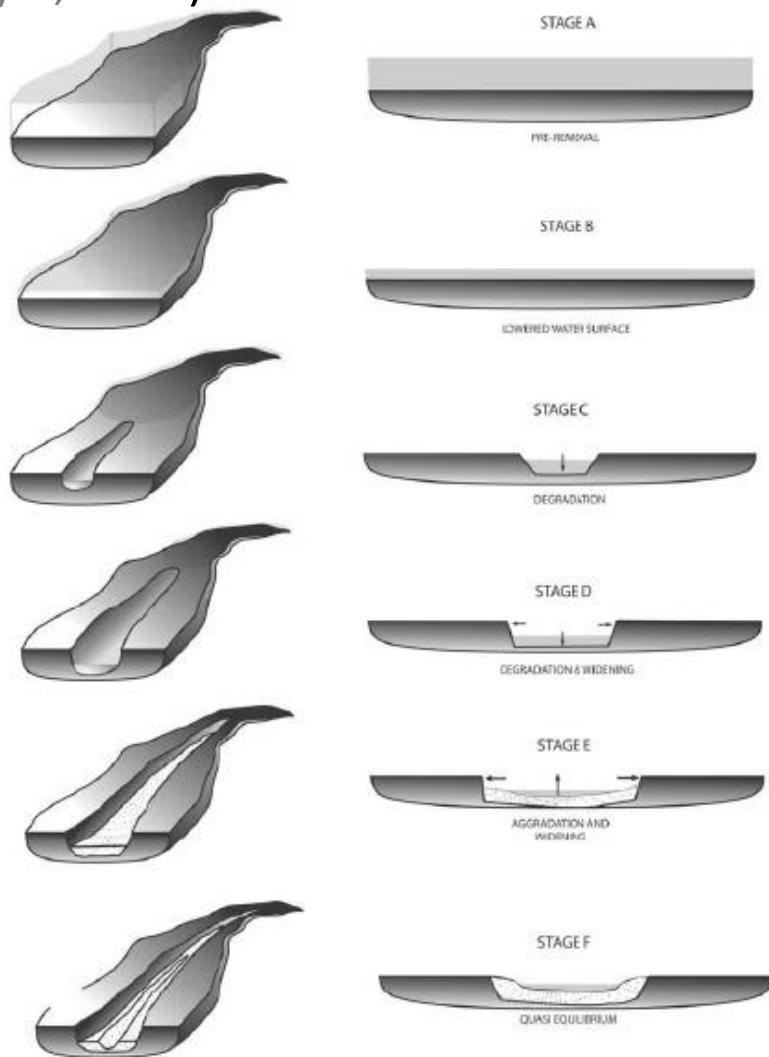 STAGE A
PRE-REMOVAL
STAGE B
LOWERED WATER SURFACE
STAGE C
DEGRADATION
STAGE D
DEGRADATION & WIDENING
STAGE E
AGGRADATION AND
WIDENING
STAGE F
QUASI EQUILIBRIUM